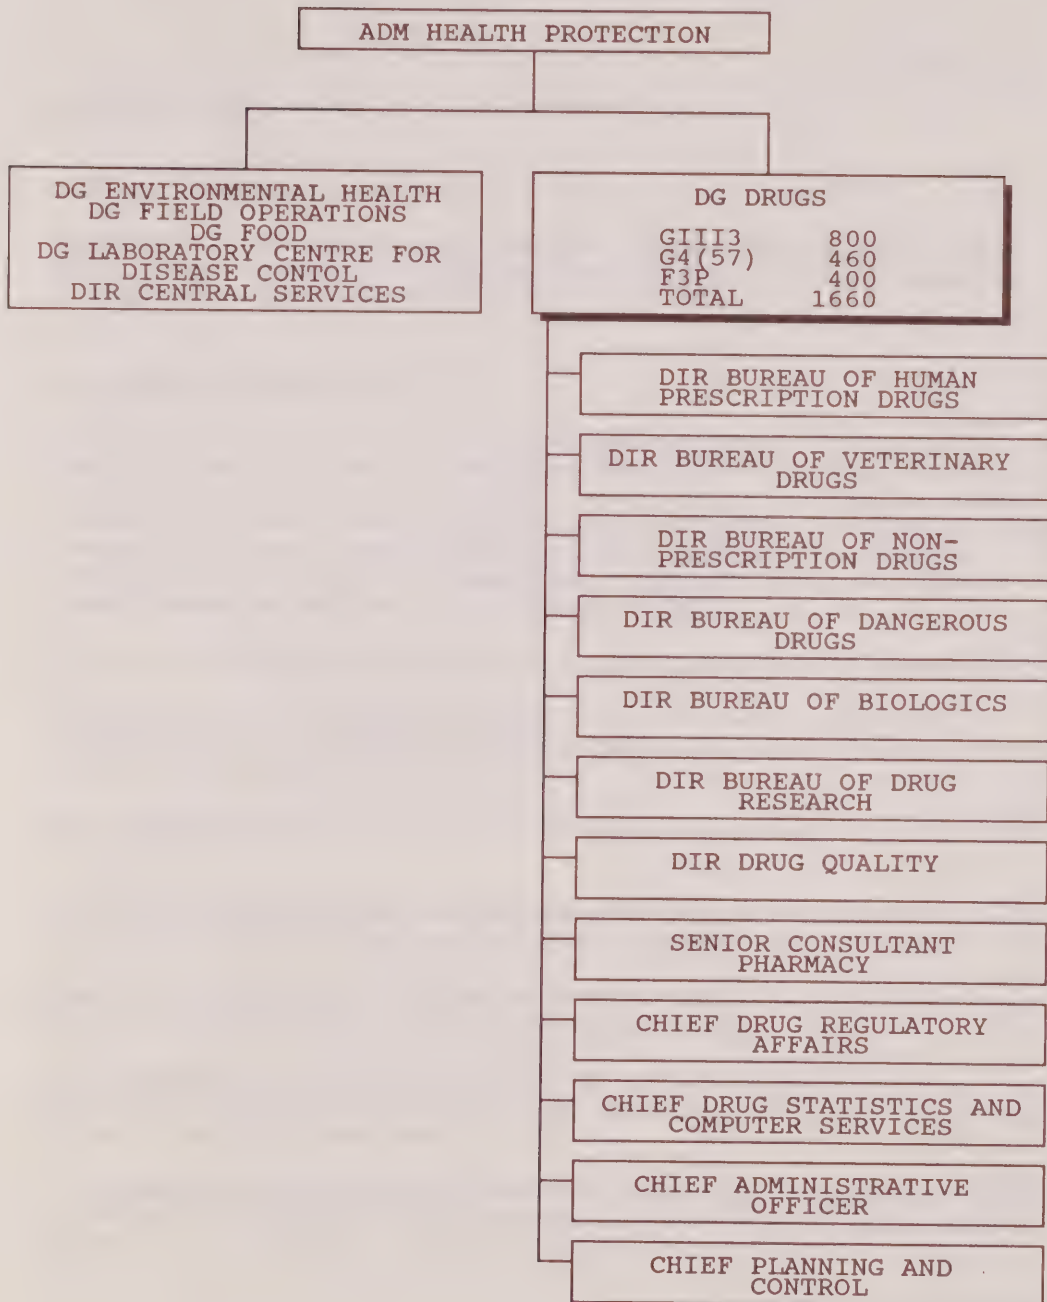 ADM HEALTH PROTECTION
DG ENVIRONMENTAL HEALTH
DG FIELD OPERATIONS
DG FOOD
DG LABORATORY CENTRE FOR
DISEASE CONTOL
DIR CENTRAL SERVICES
DG DRUGS
GIII3 800
G4(57) 460
F3P 400
TOTAL 1660
DIR BUREAU OF HUMAN
PRESCRIPTION DRUGS
DIR BUREAU OF VETERINARY
DRUGS
DIR BUREAU OF NON-
PRESCRIPTION DRUGS
DIR BUREAU OF DANGEROUS
DRUGS
DIR BUREAU OF BIOLOGICS
DIR BUREAU OF DRUG
RESEARCH
DIR DRUG QUALITY
SENIOR CONSULTANT
PHARMACY
CHIEF DRUG REGULATORY
AFFAIRS
CHIEF DRUG STATISTICS AND
COMPUTER SERVICES
CHIEF ADMINISTRATIVE
OFFICER
CHIEF PLANNING AND
CONTROL